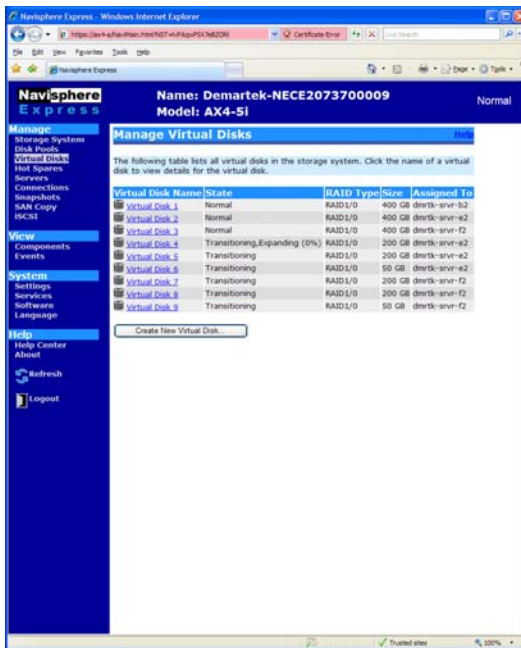 Navisphere Express - Windows Internet Explorer
Certificate Error
Live Search
File Edit View Favorites Tools Help
Navisphere Express
Page Tools
Navisphere
Express
Name: Demartek-NECE2073700009
Model: AX4-5i
Normal
Manage
Storage System
Disk Pools
Virtual Disks
Hot Spares
Servers
Connections
Snapshots
SAN Copy
iSCSI
View
Components
Events
System
Settings
Services
Software
Language
Help
Help Center
About
Refresh
Logout
Manage Virtual Disks
Help
The following table lists all virtual disks in the storage system. Click the name of a virtual
disk to view details for the virtual disk.
Virtual Disk Name State RAID Type Size Assigned To
Virtual Disk 1 Normal RAID1/0 400 GB dmrtk-srvr-b2
Virtual Disk 2 Normal RAID1/0 400 GB dmrtk-srvr-e2
Virtual Disk 3 Normal RAID1/0 400 GB dmrtk-srvr-f2
Virtual Disk 4 Transitioning,Expanding (0%) RAID1/0 200 GB dmrtk-srvr-e2
Virtual Disk 5 Transitioning RAID1/0 200 GB dmrtk-srvr-e2
Virtual Disk 6 Transitioning RAID1/0 50 GB dmrtk-srvr-e2
Virtual Disk 7 Transitioning RAID1/0 200 GB dmrtk-srvr-f2
Virtual Disk 8 Transitioning RAID1/0 200 GB dmrtk-srvr-f2
Virtual Disk 9 Transitioning RAID1/0 50 GB dmrtk-srvr-f2
Create New Virtual Disk...
Trusted sites
100%